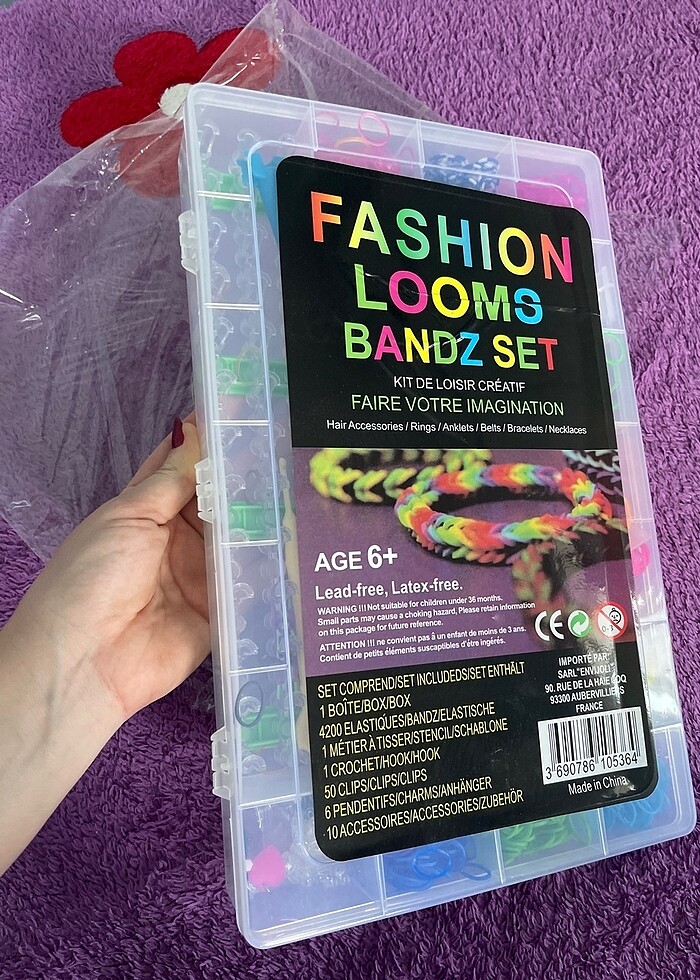 FASHION
LOOMS
BANDZ SET
KIT DE LOISIR CRÉATIF
FAIRE VOTRE IMAGINATION
Hair Accessories / Rings / Anklets / Belts / Bracelets / Necklaces
AGE 6+
Lead-free, Latex-free.
WARNING !!! Not suitable for children under 36 months.
Small parts may cause a choking hazard, Please retain information
on this package for future reference.
ATTENTION !!! ne convient pas à un enfant de moins de 3 ans.
Contient de petits éléments susceptibles d'être ingérés.
CE
0-3
SET COMPREND/SET INCLUDEDS/SET ENTHÄLT
1 BOÎTE/BOX/BOX
4200 ELASTIQUES/BANDZ/ELASTISCHE
1 MÉTIER À TISSER/STENCIL/SCHABLONE
1 CROCHET/HOOK/HOOK
50 CLIPS/CLIPS/CLIPS
6 PENDENTIFS/CHARMS/ANHÄNGER
10 ACCESSOIRES/ACCESSORIES/ZUBEHÖR
IMPORTÉ PAR:
SARL"ENVIJOLI"
90. RUE DE LA HAIE COQ
93300 AUBERVILLIERS
FRANCE
3 690786 105364
Made in China